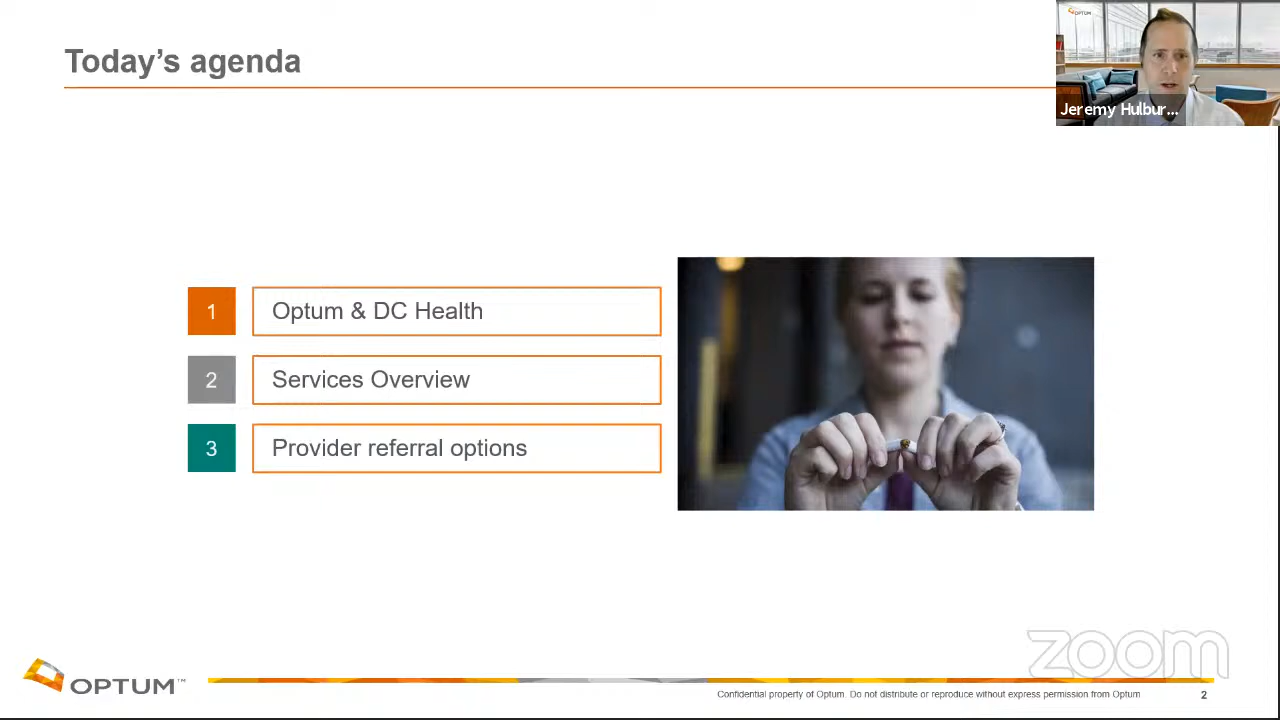 Today's agenda
OPTUM
Jeremy Hulbur...
1
Optum & DC Health
2
Services Overview
3
Provider referral options
zoom
OPTUM™
Confidential property of Optum. Do not distribute or reproduce without express permission from Optum
2